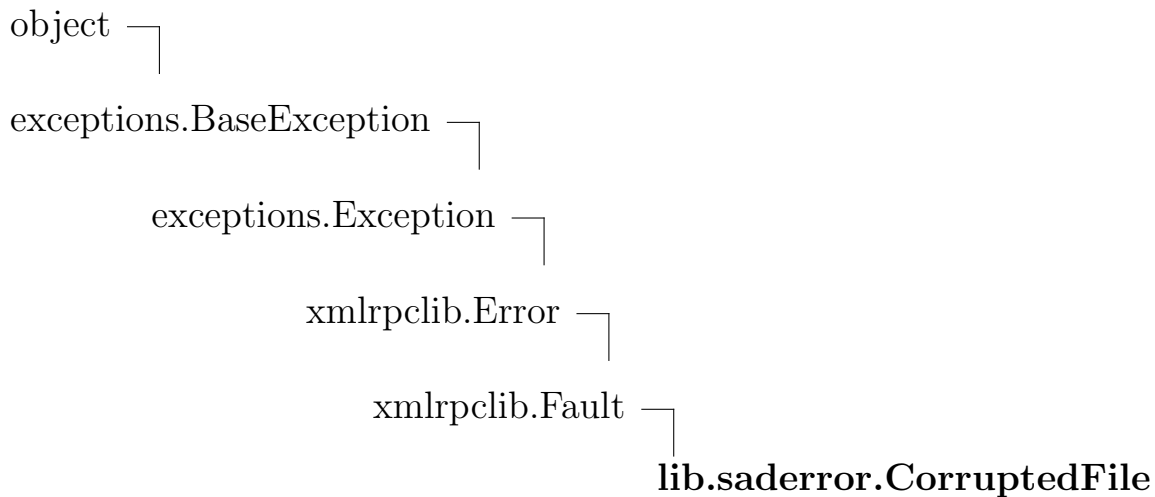 object
exceptions.BaseException
exceptions.Exception
xmlrpclib.Error
xmlrpclib.Fault
lib.saderror.CorruptedFile